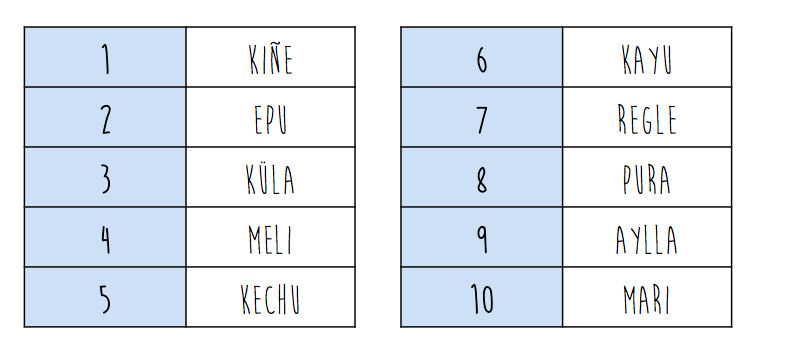 1 KIÑE
2 EPU
3 KÜLA
4 MELI
5 KECHU
6 KAYU
7 REGLE
8 PURA
9 AYLLA
10 MARI